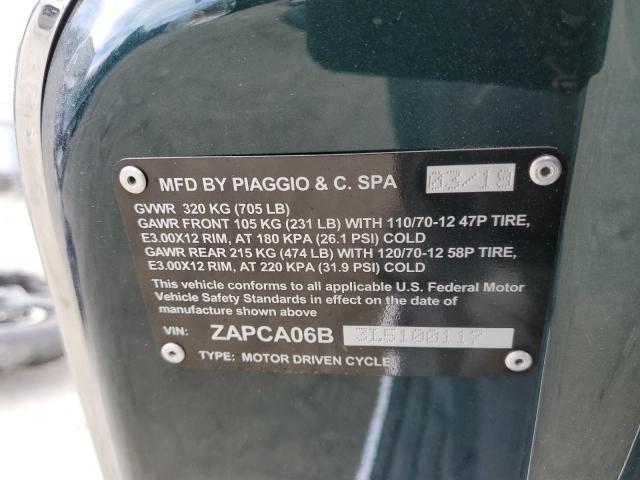 MFD BY PIAGGIO & C. SPA 03/19
GVWR 320 KG (705 LB)
GAWR FRONT 105 KG (231 LB) WITH 110/70-12 47P TIRE,
E3.00X12 RIM, AT 180 KPA (26.1 PSI) COLD
GAWR REAR 215 KG (474 LB) WITH 120/70-12 58P TIRE,
E3.00X12 RIM, AT 220 KPA (31.9 PSI) COLD
This vehicle conforms to all applicable U.S. Federal Motor
Vehicle Safety Standards in effect on the date of
manufacture shown above
VIN: ZAPCA06B 3L5100117
TYPE: MOTOR DRIVEN CYCLE